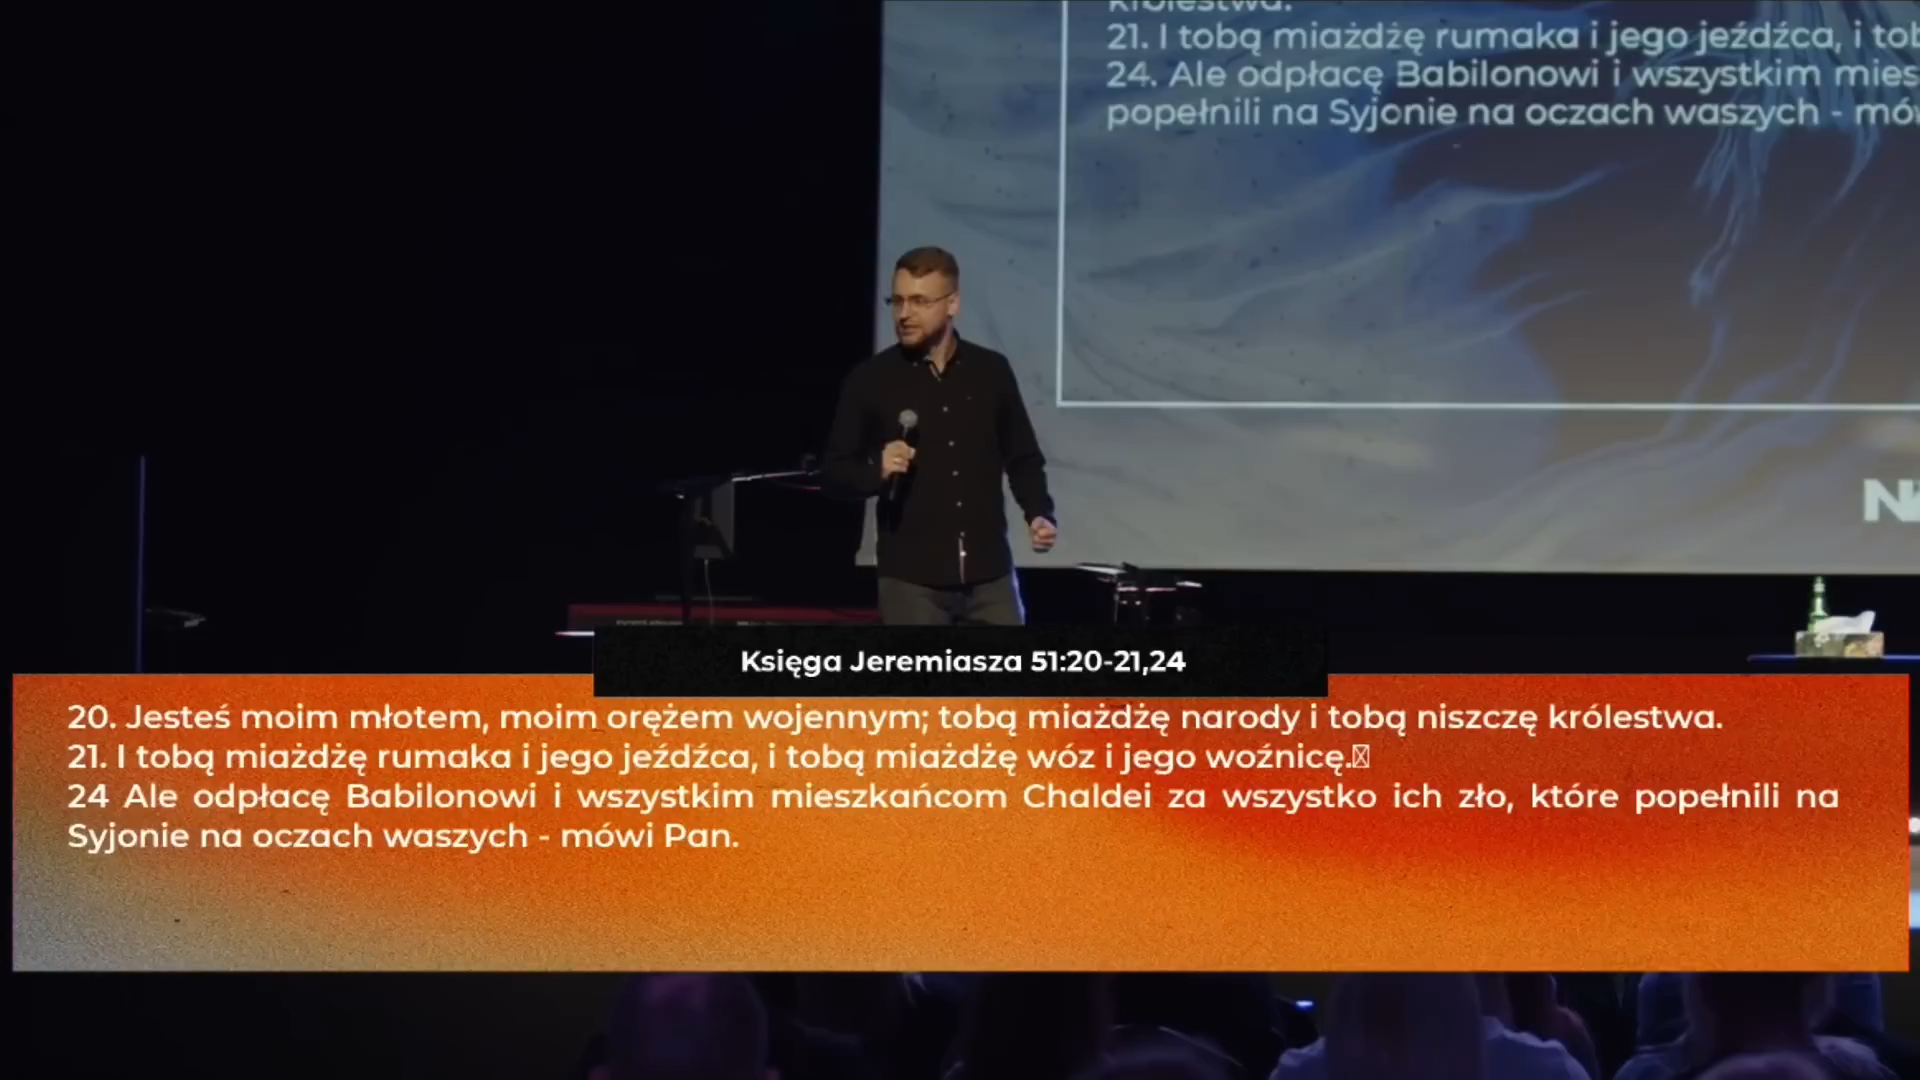 królestwa.
21. I tobą miażdżę rumaka i jego jeźdźca, i tob
24. Ale odpłacę Babilonowi i wszystkim mies
popełnili na Syjonie na oczach waszych - mów
Księga Jeremiasza 51:20-21,24
20. Jesteś moim młotem, moim orężem wojennym; tobą miażdżę narody i tobą niszczę królestwa.
21. I tobą miażdżę rumaka i jego jeźdźca, i tobą miażdżę wóz i jego woźnicę.
24 Ale odpłacę Babilonowi i wszystkim mieszkańcom Chaldei za wszystko ich zło, które popełnili na
Syjonie na oczach waszych - mówi Pan.